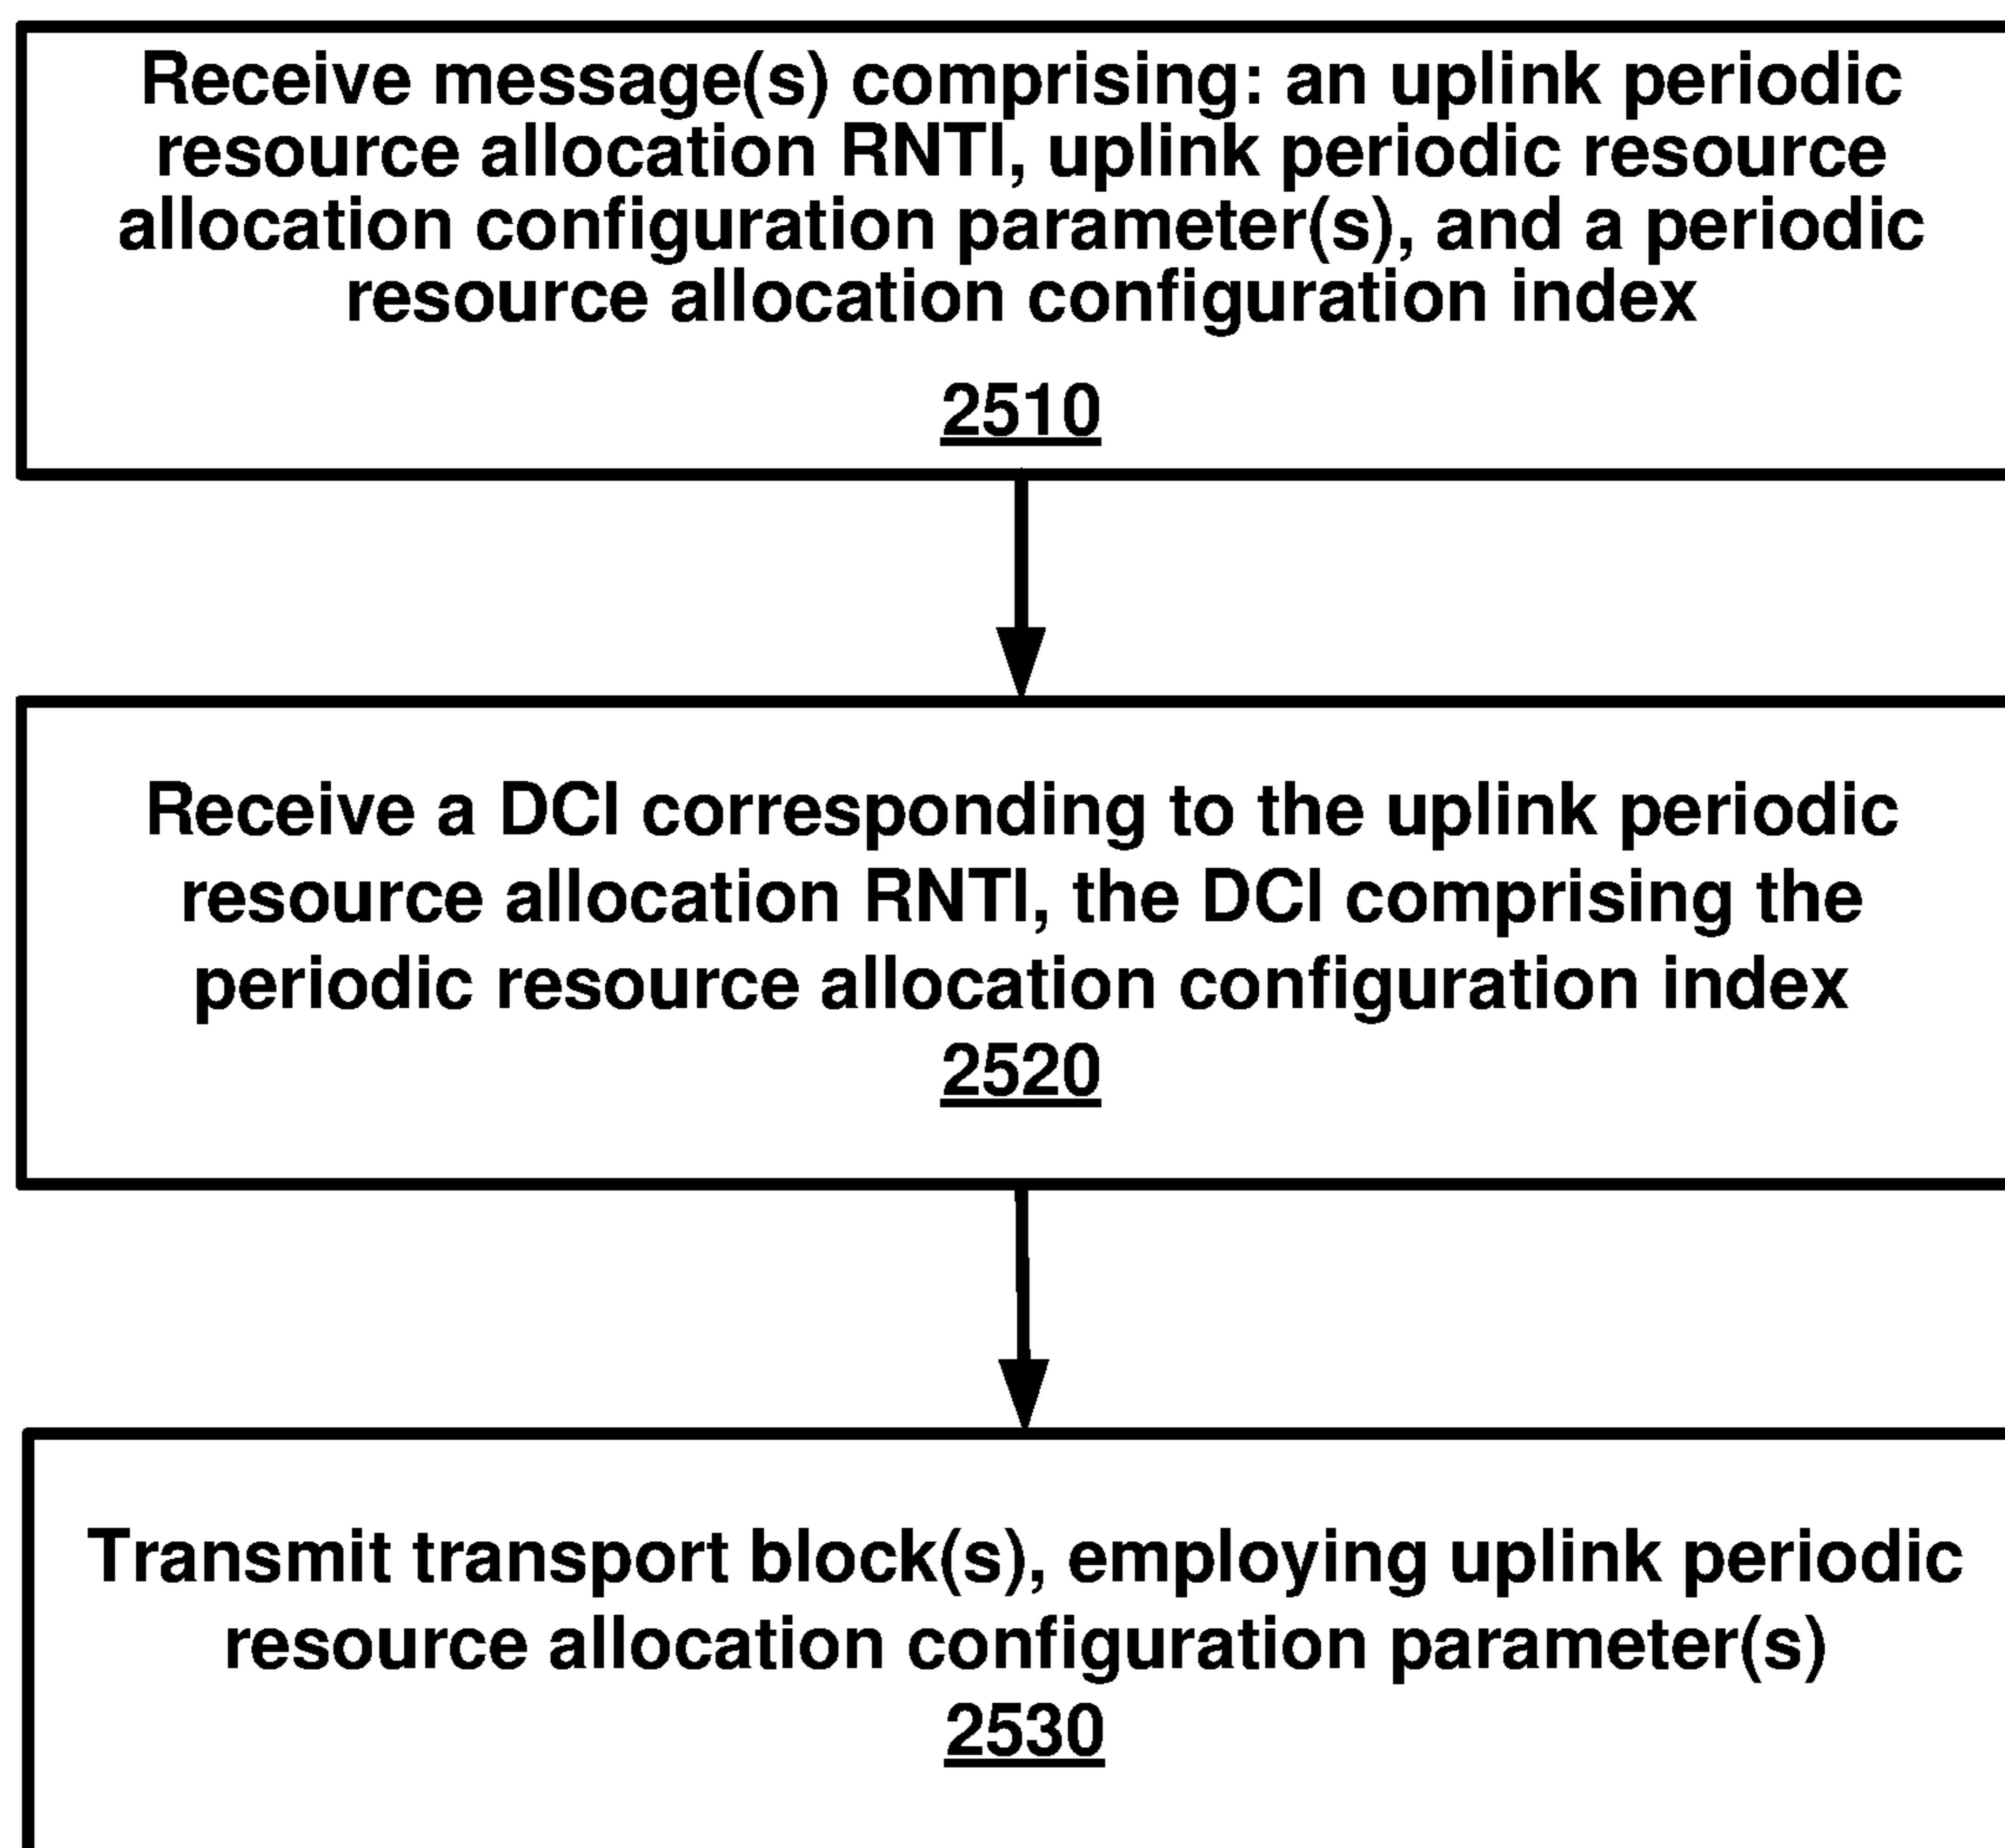 Receive message(s) comprising: an uplink periodic
resource allocation RNTI, uplink periodic resource
allocation configuration parameter(s), and a periodic
resource allocation configuration index
2510
Receive a DCI corresponding to the uplink periodic
resource allocation RNTI, the DCI comprising the
periodic resource allocation configuration index
2520
Transmit transport block(s), employing uplink periodic
resource allocation configuration parameter(s)
2530